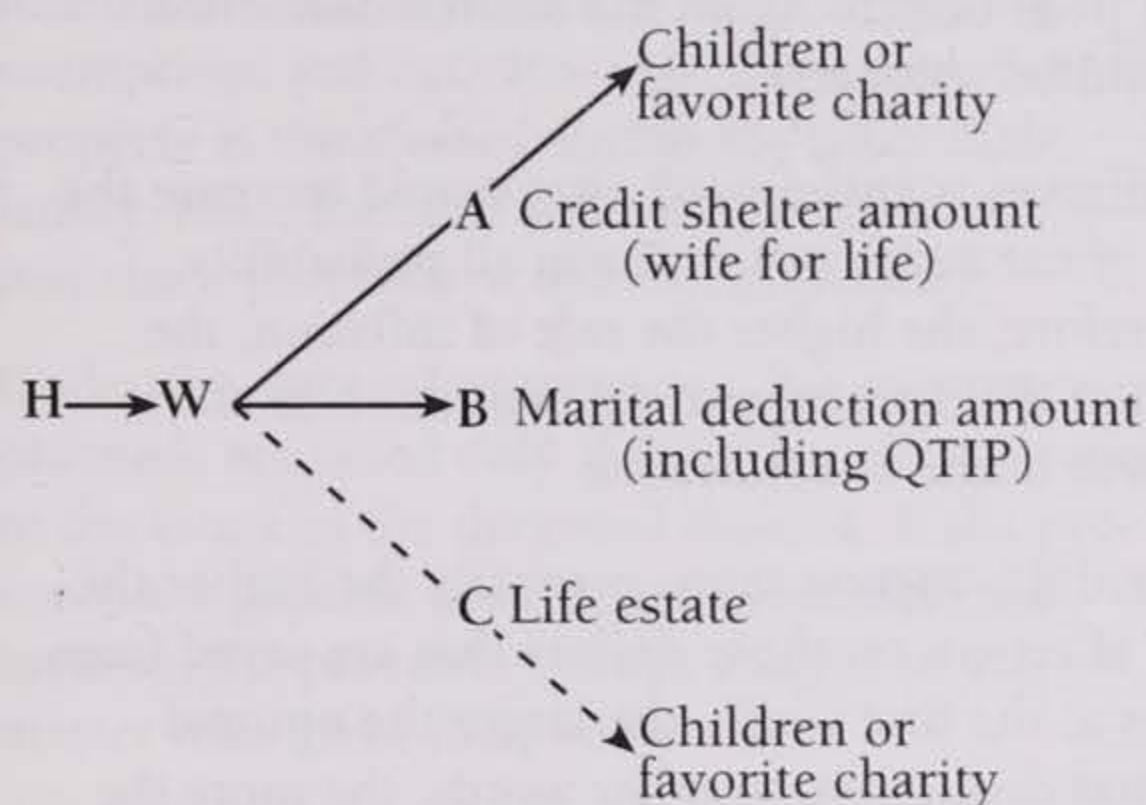 Children or
favorite charity
A Credit shelter amount
(wife for life)
H W B Marital deduction amount
(including QTIP)
C Life estate
Children or
favorite charity